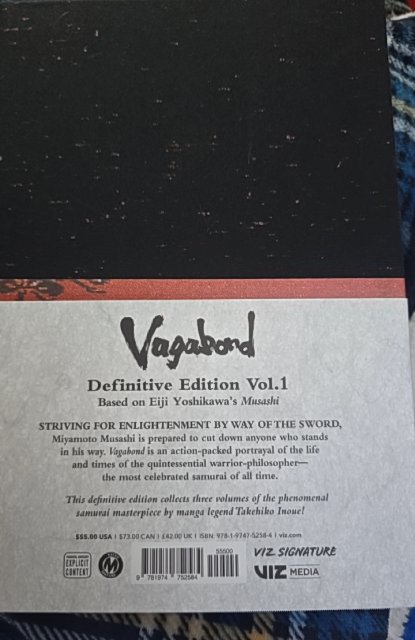 Vagabond
Definitive Edition Vol.1
Based on Eiji Yoshikawa's Musashi
STRIVING FOR ENLIGHTENMENT BY WAY OF THE SWORD,
Miyamoto Musashi is prepared to cut down anyone who stands
in his way. Vagabond is an action-packed portrayal of the life
and times of the quintessential warrior-philosopher—
the most celebrated samurai of all time.
This definitive edition collects three volumes of the phenomenal
samurai masterpiece by manga legend Takehiko Inoue!
$55.00 USA | $73.00 CAN | £42.00 UK | ISBN: 978-1-9747-5258-4 | viz.com
EXPLICIT
CONTENT
M
55500
9 781974 752584
VIZ SIGNATURE
VIZ MEDIA